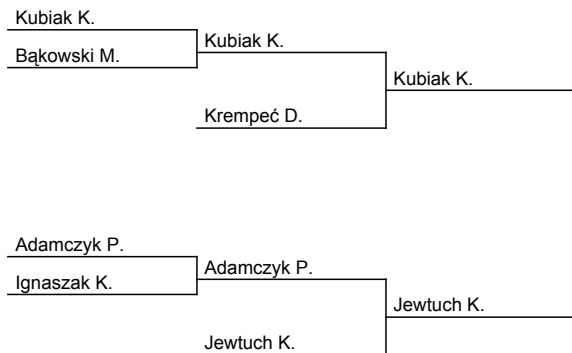 Kubiak K.
Bąkowski M.
Kubiak K.
Krempeć D.
Kubiak K.
Adamczyk P.
Ignaszak K.
Adamczyk P.
Jewtuch K.
Jewtuch K.